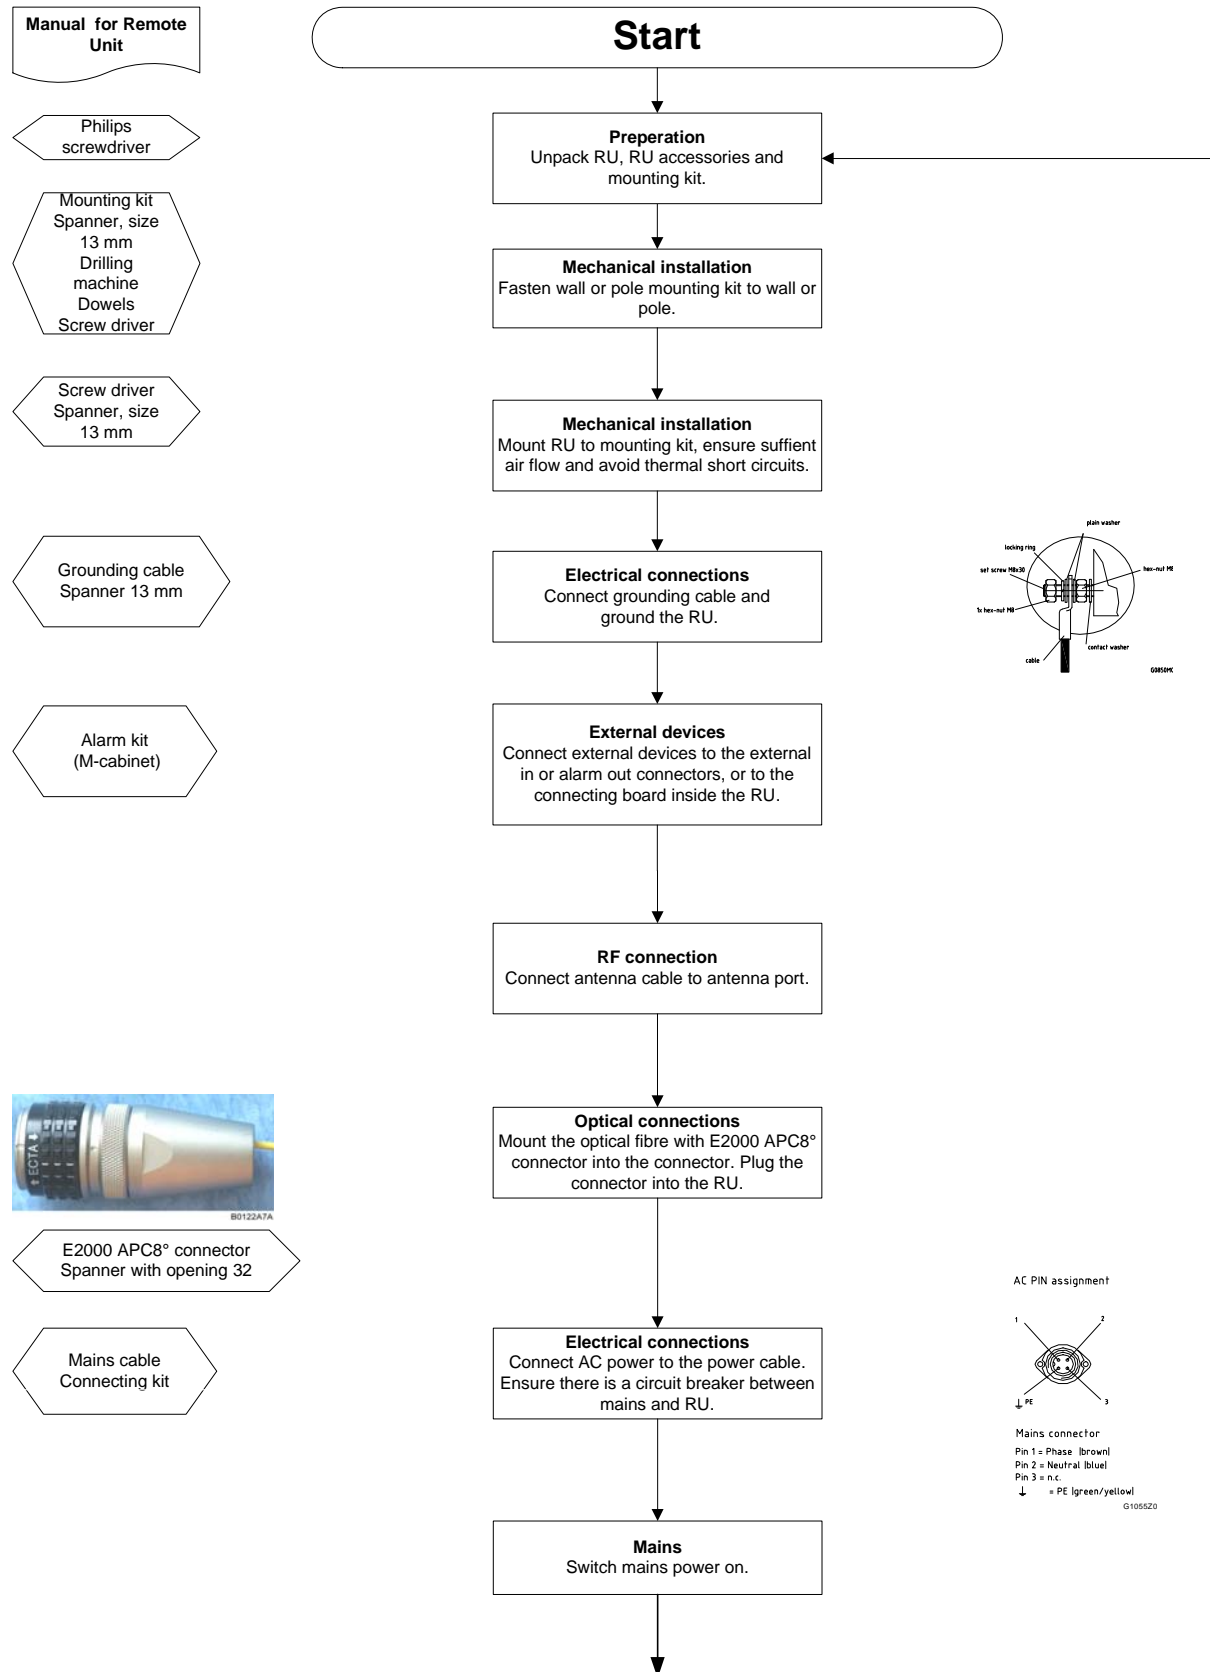 Manual for Remote
Unit
Start
Philips
screwdriver
Preperation
Unpack RU, RU accessories and
mounting kit.
Mounting kit
Spanner, size
13 mm
Drilling
machine
Dowels
Screw driver
Mechanical installation
Fasten wall or pole mounting kit to wall or
pole.
Screw driver
Spanner, size
13 mm
Mechanical installation
Mount RU to mounting kit, ensure suffient
air flow and avoid thermal short circuits.
Grounding cable
Spanner 13 mm
Electrical connections
Connect grounding cable and
ground the RU.
plain washer
locking ring
set screw M8x30
hex-nut M8
1x hex-nut M8
contact washer
cable
G0850MC
Alarm kit
(M-cabinet)
External devices
Connect external devices to the external
in or alarm out connectors, or to the
connecting board inside the RU.
RF connection
Connect antenna cable to antenna port.
ECTA
B0122A7A
Optical connections
Mount the optical fibre with E2000 APC8°
connector into the connector. Plug the
connector into the RU.
E2000 APC8° connector
Spanner with opening 32
Mains cable
Connecting kit
Electrical connections
Connect AC power to the power cable.
Ensure there is a circuit breaker between
mains and RU.
AC PIN assignment
1
2
PE
3
Mains connector
Pin 1 = Phase (brown)
Pin 2 = Neutral (blue)
Pin 3 = n.c.
= PE (green/yellow)
G1055Z0
Mains
Switch mains power on.